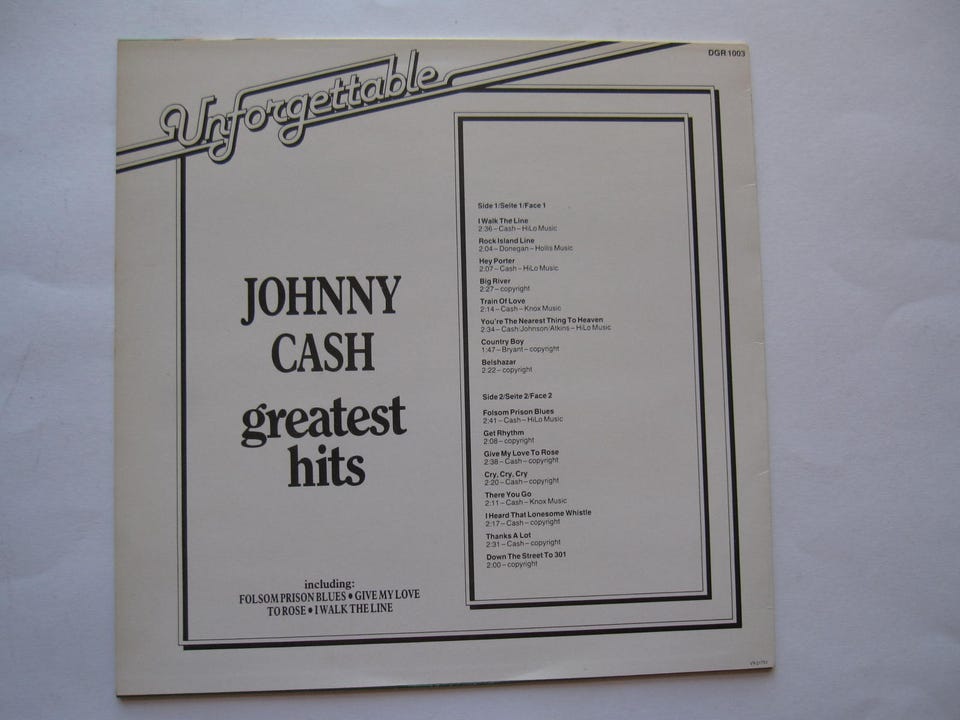 DGR 1003
Unforgettable
JOHNNY
CASH
greatest
hits
including:
FOLSOM PRISON BLUES • GIVE MY LOVE
TO ROSE • I WALK THE LINE
Side 1/Seite 1/Face 1
I Walk The Line
2:36 – Cash – HiLo Music
Rock Island Line
2:04 – Donegan – Hollis Music
Hey Porter
2:07 – Cash – HiLo Music
Big River
2:27 – copyright
Train Of Love
2:14 – Cash – Knox Music
You're The Nearest Thing To Heaven
2:34 – Cash/Johnson/Atkins – HiLo Music
Country Boy
1:47 – Bryant – copyright
Belshazar
2:22 – copyright
Side 2/Seite 2/Face 2
Folsom Prison Blues
2:41 – Cash – HiLo Music
Get Rhythm
2:08 – copyright
Give My Love To Rose
2:38 – Cash – copyright
Cry, Cry, Cry
2:20 – Cash – copyright
There You Go
2:11 – Cash – Knox Music
I Heard That Lonesome Whistle
2:17 – Cash – copyright
Thanks A Lot
2:31 – Cash – copyright
Down The Street To 301
2:00 – copyright